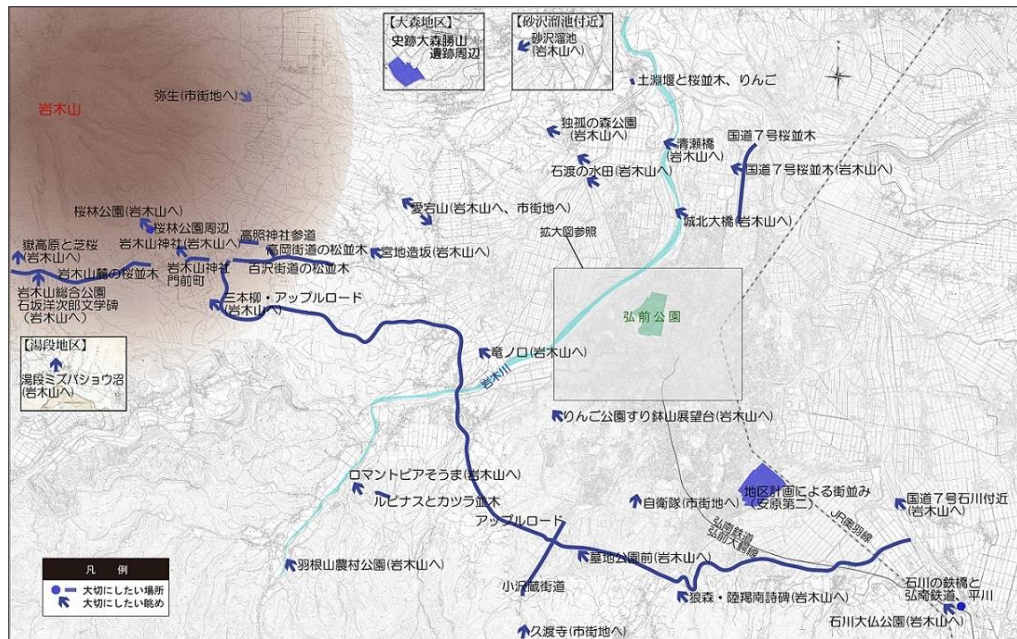 【大森地区】
史跡大森勝山
遺跡周辺
【砂沢溜池付近】
砂沢溜池
(岩木山へ)
土淵堰と桜並木、りんご
岩木山
弥生(市街地へ)
独狐の森公園
(岩木山へ)
清瀬橋
(岩木山へ)
国道7号桜並木
石渡の水田(岩木山へ)
国道7号桜並木(岩木山へ)
愛宕山(岩木山へ、市街地へ)
城北大橋(岩木山へ)
桜林公園(岩木山へ)
桜林公園周辺
拡大図参照
高照神社参道
岩木山神社(岩木山へ)
高岡街道の松並木
宮地造坂(岩木山へ)
嶽高原と芝桜
(岩木山へ)
岩木山麓の桜並木
岩木山神社
門前町
百沢街道の松並木
岩木山総合公園
石坂洋次郎文学碑
(岩木山へ)
三本柳・アップルロード
(岩木山へ)
弘前公園
【湯段地区】
湯段ミズバショウ沼
(岩木山へ)
竜ノ口(岩木山へ)
岩木川
りんご公園すり鉢山展望台(岩木山へ)
ロマントピアそうま(岩木山へ)
ルピナスとカツラ並木
自衛隊(市街地へ)
地区計画による街並み
(安原第二)
国道7号石川付近
(岩木山へ)
アップルロード
弘南鉄道
弘前大鰐線
JR奥羽線
羽根山農村公園(岩木山へ)
墓地公園前(岩木山へ)
小沢蔵街道
狼森・陸羯南詩碑(岩木山へ)
石川の鉄橋と
弘南鉄道、平川
石川大仏公園(岩木山へ)
久渡寺(市街地へ)
凡 例
大切にしたい場所
大切にしたい眺め